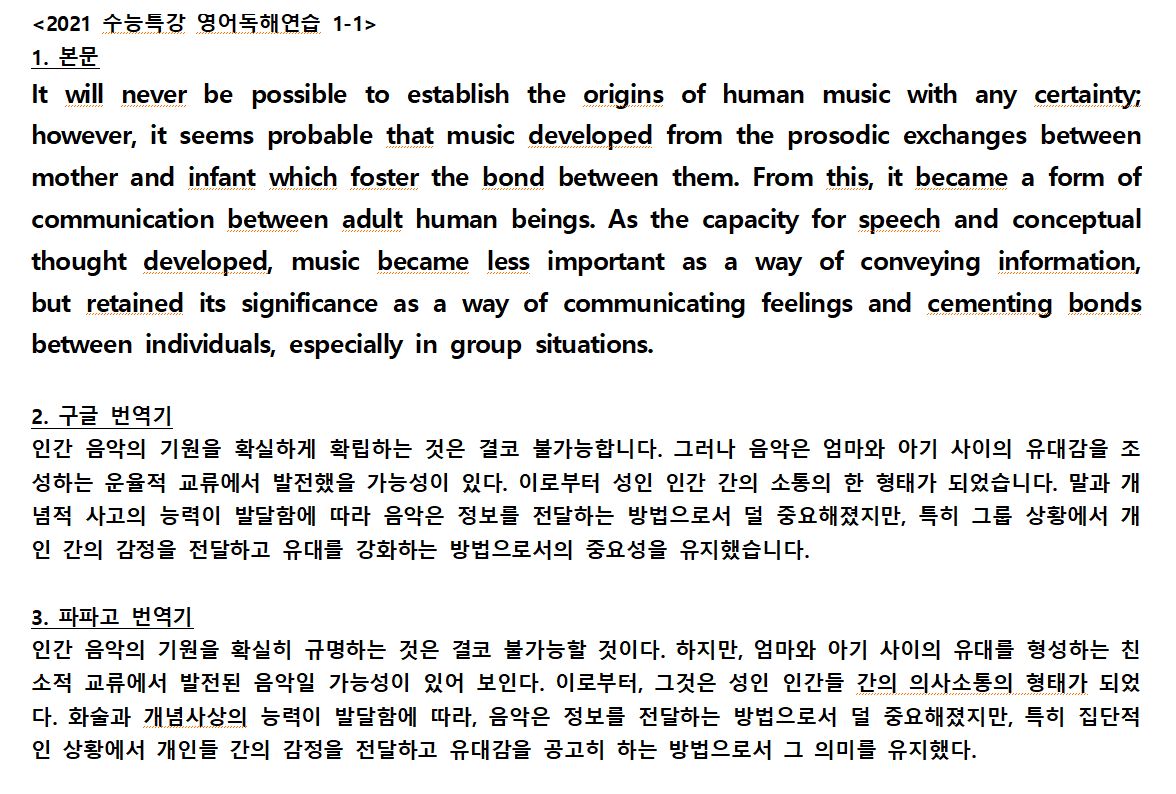 <2021 수능특강 영어독해연습 1-1>
1. 본문
It will never be possible to establish the origins of human music with any certainty;
however, it seems probable that music developed from the prosodic exchanges between
mother and infant which foster the bond between them. From this, it became a form of
communication between adult human beings. As the capacity for speech and conceptual
thought developed, music became less important as a way of conveying information,
but retained its significance as a way of communicating feelings and cementing bonds
between individuals, especially in group situations.
2. 구글 번역기
인간 음악의 기원을 확실하게 확립하는 것은 결코 불가능합니다. 그러나 음악은 엄마와 아기 사이의 유대감을 조
성하는 운율적 교류에서 발전했을 가능성이 있다. 이로부터 성인 인간 간의 소통의 한 형태가 되었습니다. 말과 개
념적 사고의 능력이 발달함에 따라 음악은 정보를 전달하는 방법으로서 덜 중요해졌지만, 특히 그룹 상황에서 개
인 간의 감정을 전달하고 유대를 강화하는 방법으로서의 중요성을 유지했습니다.
3. 파파고 번역기
인간 음악의 기원을 확실히 규명하는 것은 결코 불가능할 것이다. 하지만, 엄마와 아기 사이의 유대를 형성하는 친
소적 교류에서 발전된 음악일 가능성이 있어 보인다. 이로부터, 그것은 성인 인간들 간의 의사소통의 형태가 되었
다. 화술과 개념사상의 능력이 발달함에 따라, 음악은 정보를 전달하는 방법으로서 덜 중요해졌지만, 특히 집단적
인 상황에서 개인들 간의 감정을 전달하고 유대감을 공고히 하는 방법으로서 그 의미를 유지했다.